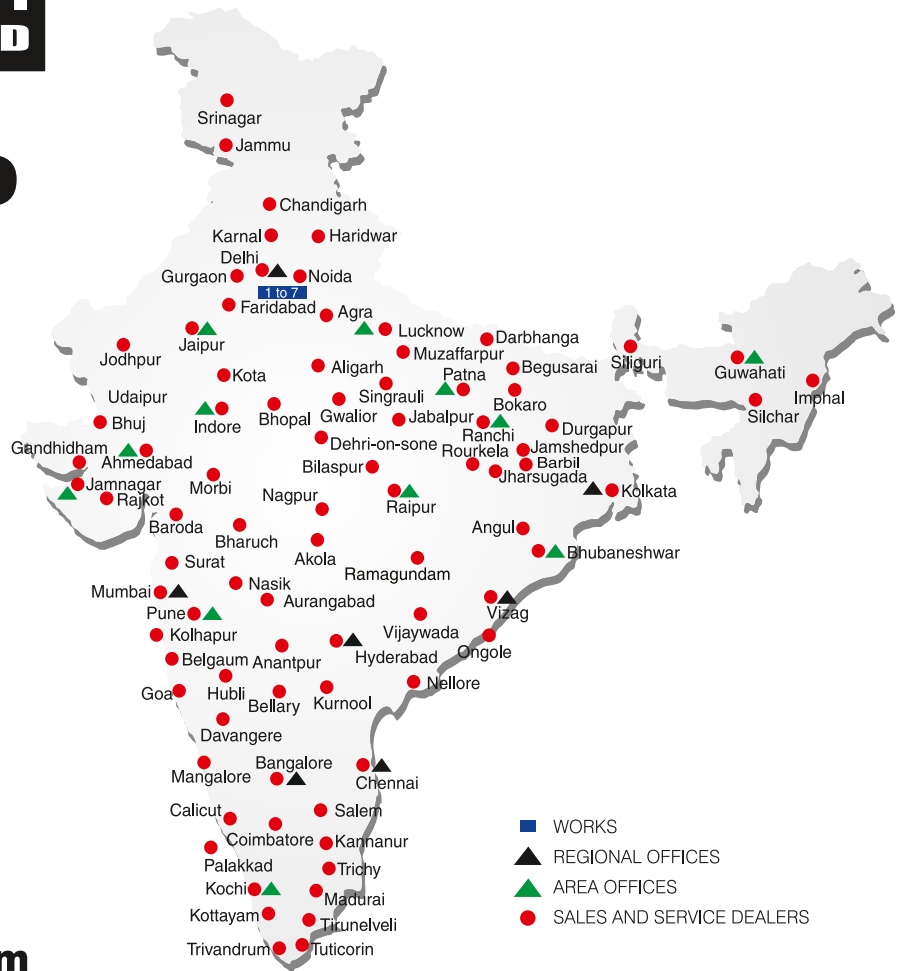 D
Srinagar
Jammu
Chandigarh
Karnal
Haridwar
Delhi
Gurgaon
Noida
1 to 7
Faridabad
Agra
Jaipur
Lucknow
Darbhanga
Jodhpur
Muzaffarpur
Siliguri
Aligarh
Begusarai
Guwahati
Kota
Patna
Singrauli
Imphal
Udaipur
Bokaro
Bhopal
Gwalior
Jabalpur
Silchar
Bhuj
Indore
Ranchi
Durgapur
Gandhidham
Dehri-on-sone
Rourkela
Jamshedpur
Ahmedabad
Bilaspur
Barbil
Jharsugada
Jamnagar
Morbi
Rajkot
Nagpur
Raipur
Kolkata
Baroda
Bharuch
Angul
Akola
Bhubaneshwar
Surat
Ramagundam
Nasik
Mumbai
Aurangabad
Pune
Vizag
Kolhapur
Vijaywada
Ongole
Belgaum
Anantpur
Hyderabad
Goa
Hubli
Bellary
Kurnool
Nellore
Davangere
Mangalore
Bangalore
Chennai
Calicut
Salem
Coimbatore
Kannanur
Palakkad
Trichy
Kochi
Madurai
Kottayam
Tirunelveli
Trivandrum
Tuticorin
WORKS
REGIONAL OFFICES
AREA OFFICES
SALES AND SERVICE DEALERS
m